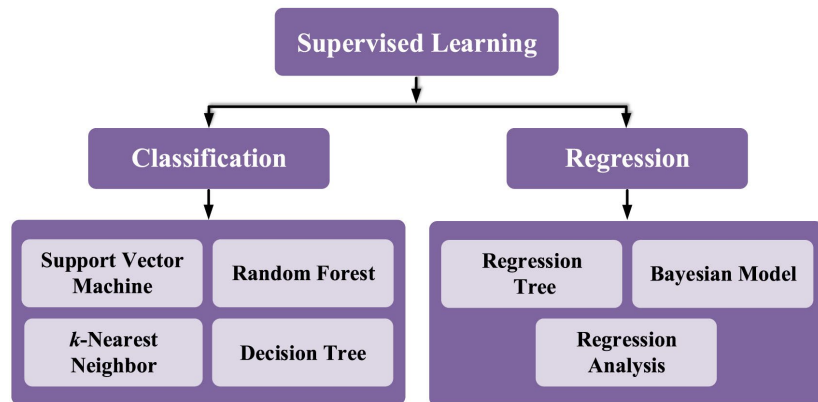 Supervised Learning
Classification
Regression
Support Vector
Machine
Random Forest
k-Nearest
Neighbor
Decision Tree
Regression
Tree
Bayesian Model
Regression
Analysis